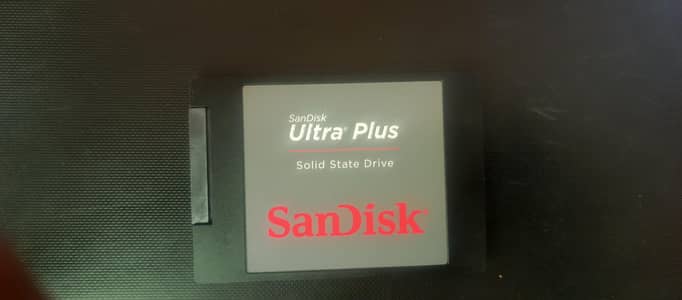 SanDisk
Ultra® Plus
Solid State Drive
SanDisk